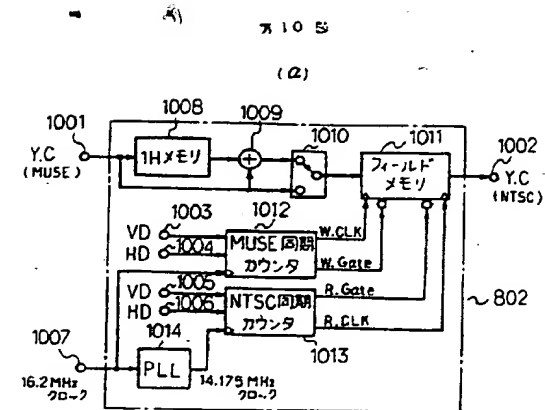 第10図
(a)
1008
1009
1001
1010
1011
1002
Y.C
(MUSE)
1Hメモリ
フィールド
メモリ
Y.C
(NTSC)
1003
1012
VD
W.CLK
1004
HD
MUSE同期
カウンタ
W.Gate
1005
VD
R.Gate
1006
HD
NTSC同期
カウンタ
802
1014
R.CLK
1007
1013
PLL
16.2MHz
クロック
14.175MHz
クロック